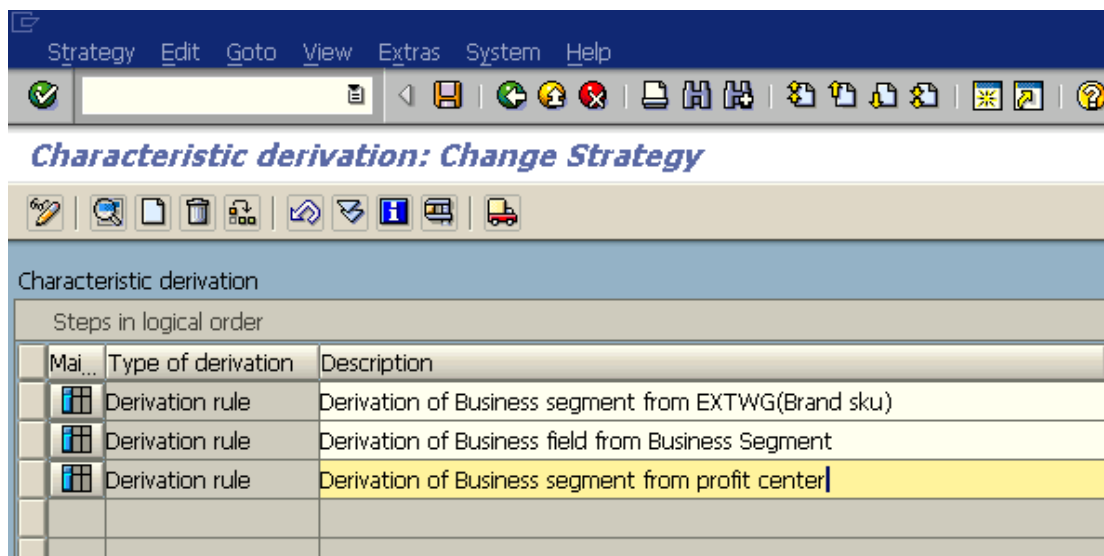 Strategy Edit Goto View Extras System Help
Characteristic derivation: Change Strategy
Characteristic derivation
Steps in logical order
Mai... Type of derivation Description
Derivation rule Derivation of Business segment from EXTWG(Brand sku)
Derivation rule Derivation of Business field from Business Segment
Derivation rule Derivation of Business segment from profit center